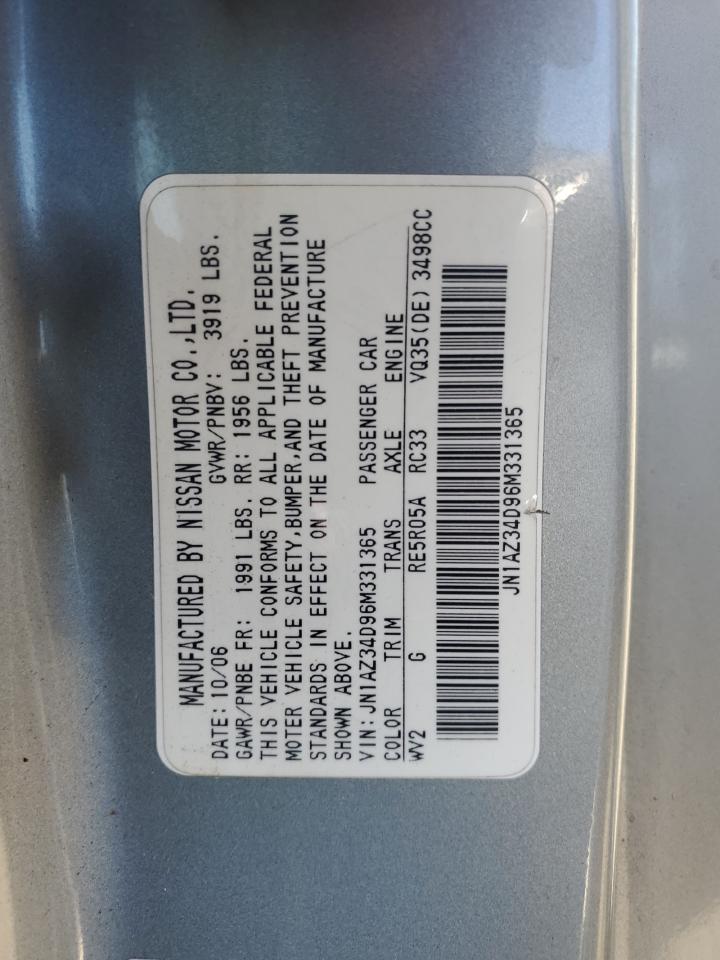 MANUFACTURED BY NISSAN MOTOR CO.,LTD.
DATE: 10/06 GVWR/PNBV: 3919 LBS.
GAWR/PNBE FR: 1991 LBS. RR: 1956 LBS.
THIS VEHICLE CONFORMS TO ALL APPLICABLE FEDERAL
MOTER VEHICLE SAFETY,BUMPER,AND THEFT PREVENTION
STANDARDS IN EFFECT ON THE DATE OF MANUFACTURE
SHOWN ABOVE.
VIN:JN1AZ34D96M331365 PASSENGER CAR
COLOR TRIM TRANS AXLE ENGINE
WV2 G RE5R05A RC33 VQ35(DE) 3498CC
JN1AZ34D96M331365